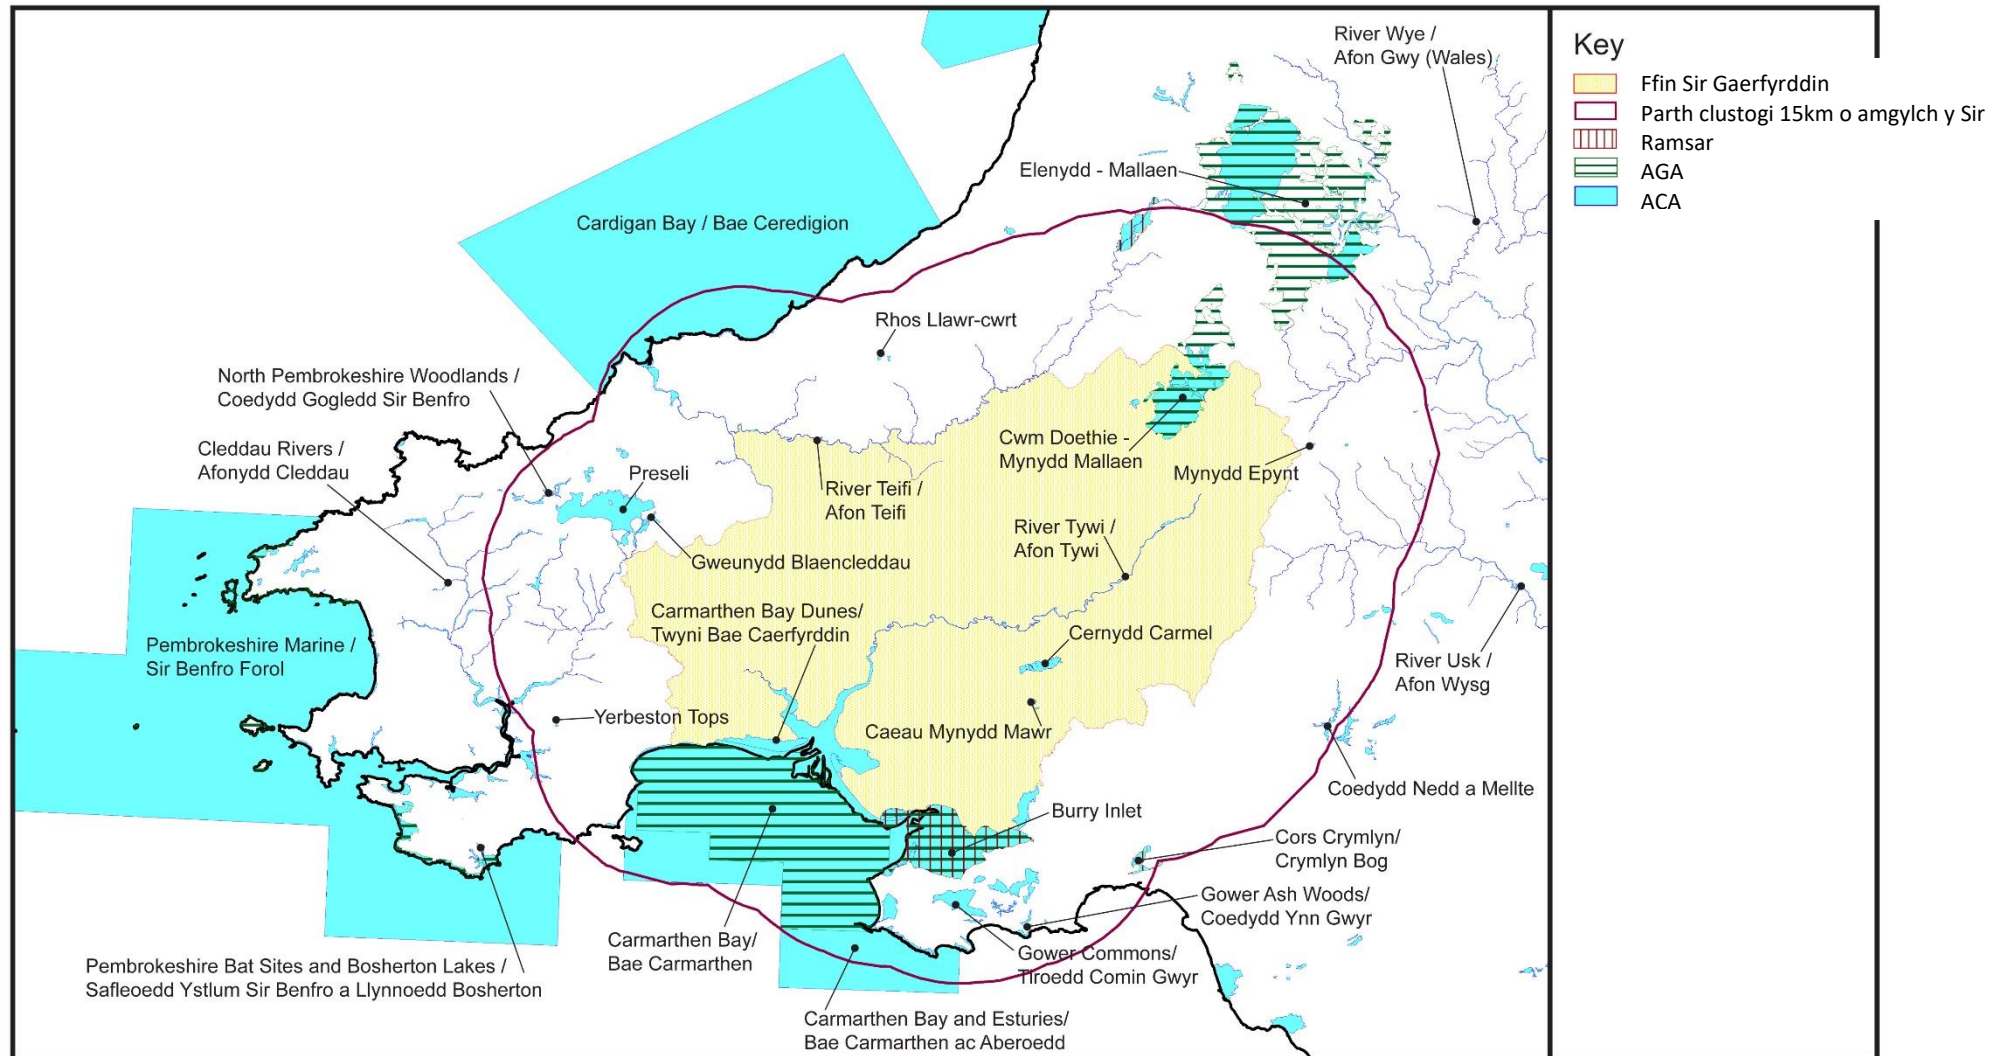 River Wye /
Afon Gwy (Wales)
Elenydd - Mallaen
Cardigan Bay / Bae Ceredigion
Rhos Llawr-cwrt
North Pembrokeshire Woodlands /
Coedydd Gogledd Sir Benfro
Cleddau Rivers /
Afonydd Cleddau
Preseli
River Teifi /
Afon Teifi
Cwm Doethie -
Mynydd Mallaen
Mynydd Epynt
River Tywi /
Afon Tywi
Gweunydd Blaencleddau
Carmarthen Bay Dunes/
Twyni Bae Caerfyrddin
Cernydd Carmel
Pembrokeshire Marine /
Sir Benfro Forol
River Usk /
Afon Wysg
Yerbeston Tops
Caeau Mynydd Mawr
Coedydd Nedd a Mellte
Burry Inlet
Cors Crymlyn/
Crymlyn Bog
Gower Ash Woods/
Coedydd Ynn Gwyr
Carmarthen Bay/
Bae Carmarthen
Gower Commons/
Tiroedd Comin Gwyr
Pembrokeshire Bat Sites and Bosherton Lakes /
Safleoedd Ystlum Sir Benfro a Llynnoedd Bosherton
Carmarthen Bay and Esturies/
Bae Carmarthen ac Aberoedd
Key
Ffin Sir Gaerfyrddin
Parth clustogi 15km o amgylch y Sir
Ramsar
AGA
ACA